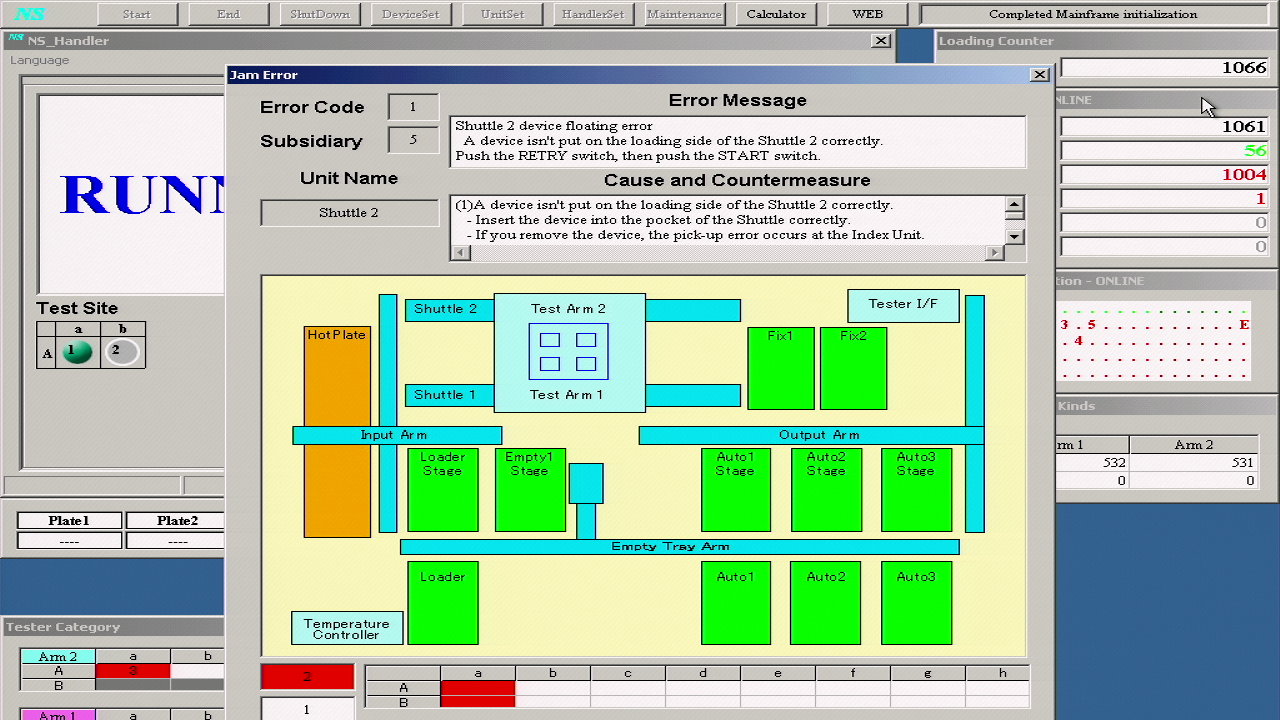 NS
Start
End
ShutDown
DeviceSet
UnitSet
HandlerSet
Maintenance
Calculator
WEB
Completed Mainframe initialization
NS NS_Handler
Language
Loading Counter
1066
NLINE
1061
56
1004
1
0
0
tion - ONLINE
3 . 5
E
. 4
Kinds
rm 1
Arm 2
532
531
0
0
RUNN
Test Site
a
b
A
1
2
Plate1
Plate2
----
----
Tester Category
Arm 2
a
b
A
3
B
Arm 1
a
b
Jam Error
Error Code
1
Subsidiary
5
Unit Name
Shuttle 2
Error Message
Shuttle 2 device floating error
A device isn't put on the loading side of the Shuttle 2 correctly.
Push the RETRY switch, then push the START switch.
Cause and Countermeasure
(1)A device isn't put on the loading side of the Shuttle 2 correctly.
- Insert the device into the pocket of the Shuttle correctly.
- If you remove the device, the pick-up error occurs at the Index Unit.
Shuttle 2
Test Arm 2
Tester I/F
HotPlate
Fix1
Fix2
Shuttle 1
Test Arm 1
Input Arm
Output Arm
Loader
Stage
Empty1
Stage
Auto1
Stage
Auto2
Stage
Auto3
Stage
Empty Tray Arm
Loader
Auto1
Auto2
Auto3
Temperature
Controller
2
1
a
b
c
d
e
f
g
h
A
B